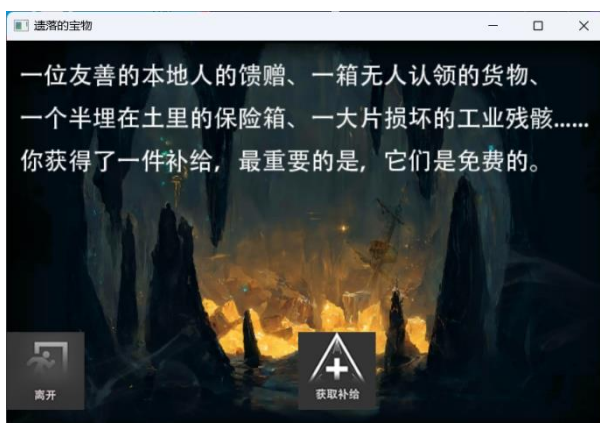 遗落的宝物
一位友善的本地人的馈赠、一箱无人认领的货物、
一个半埋在土里的保险箱、一大片损坏的工业残骸……
你获得了一件补给，最重要的是，它们是免费的。
离开
获取补给